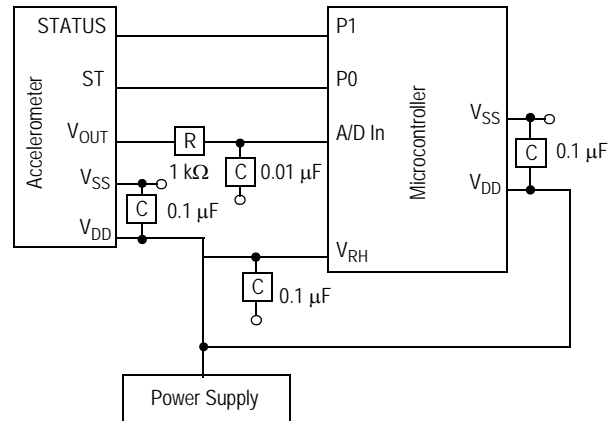 STATUS
ST
V_OUT
V_SS
V_DD
Accelerometer
R
1 kΩ
C
0.01 μF
C
0.1 μF
P1
P0
A/D In
V_RH
Microcontroller
V_SS
V_DD
C
0.1 μF
C
0.1 μF
Power Supply